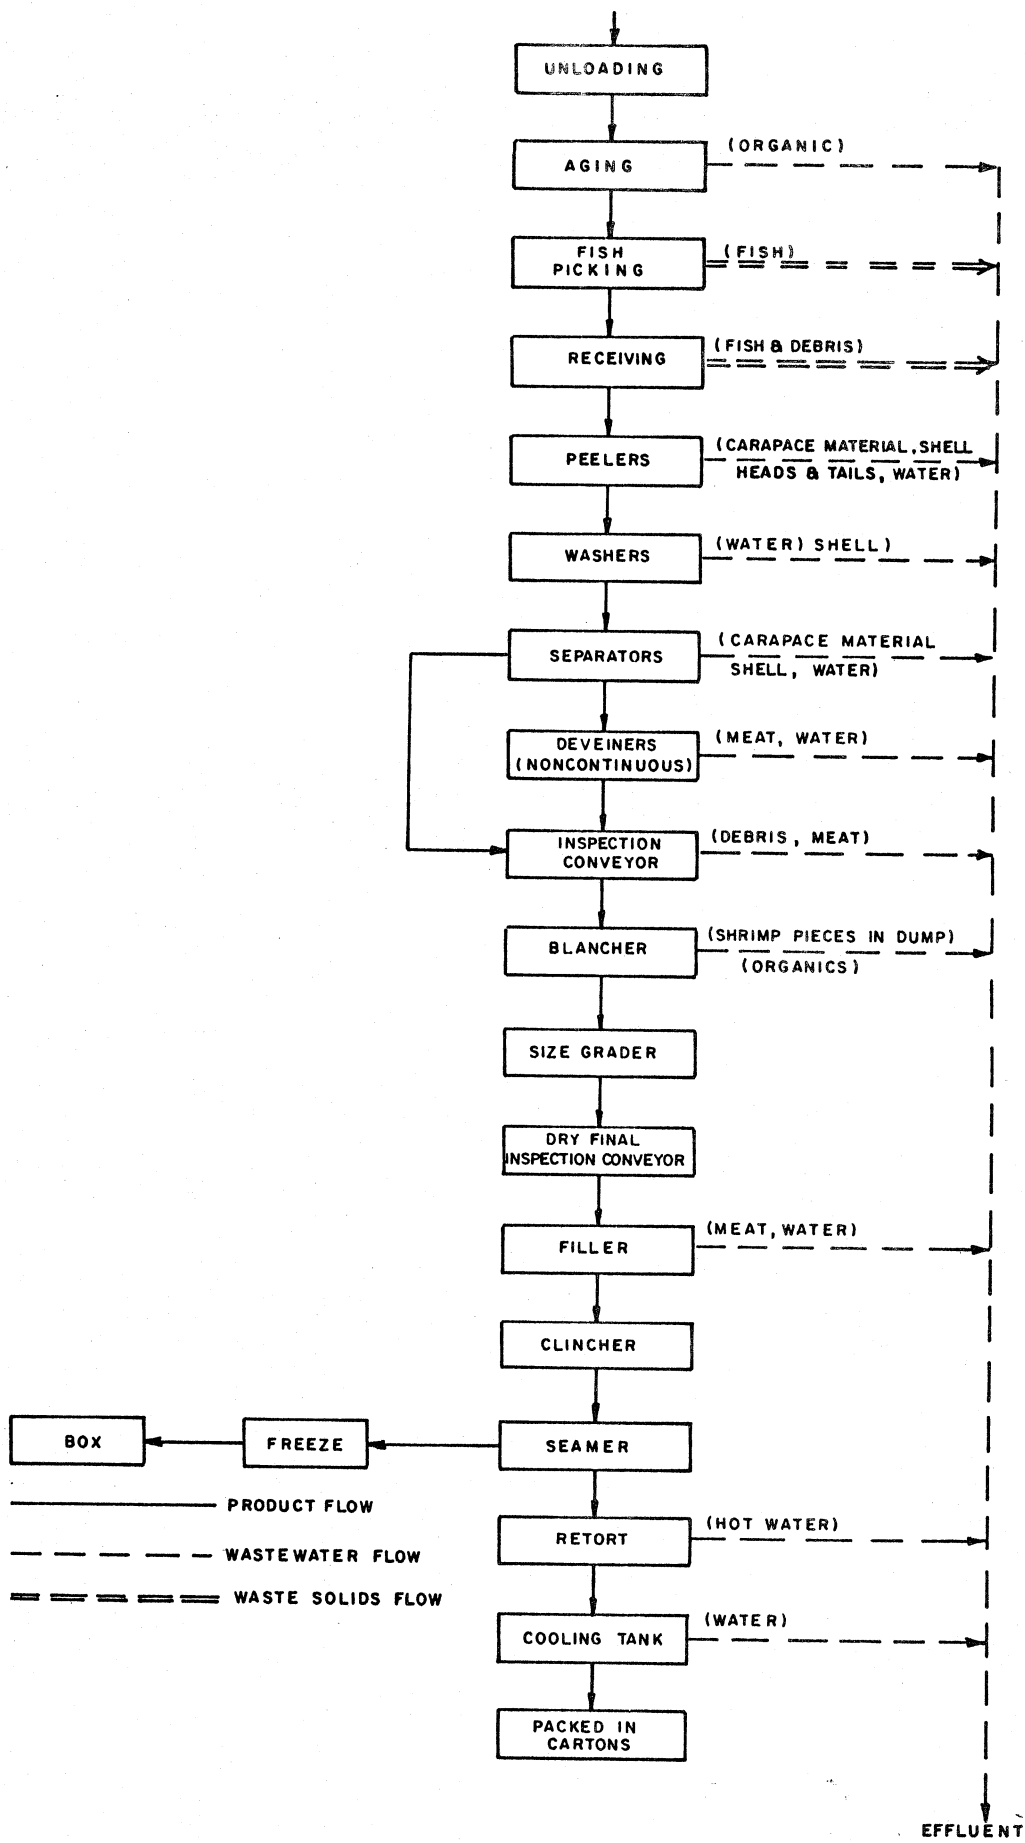 UNLOADING
AGING
(ORGANIC)
FISH
PICKING
(FISH)
RECEIVING
(FISH & DEBRIS)
PEELERS
(CARAPACE MATERIAL, SHELL
HEADS & TAILS, WATER)
WASHERS
(WATER) SHELL)
SEPARATORS
(CARAPACE MATERIAL
SHELL, WATER)
DEVEINERS
(NONCONTINUOUS)
(MEAT, WATER)
INSPECTION
CONVEYOR
(DEBRIS, MEAT)
BLANCHER
(SHRIMP PIECES IN DUMP)
(ORGANICS)
SIZE GRADER
DRY FINAL
INSPECTION CONVEYOR
FILLER
(MEAT, WATER)
CLINCHER
BOX
FREEZE
SEAMER
PRODUCT FLOW
WASTEWATER FLOW
WASTE SOLIDS FLOW
RETORT
(HOT WATER)
COOLING TANK
(WATER)
PACKED IN
CARTONS
EFFLUENT